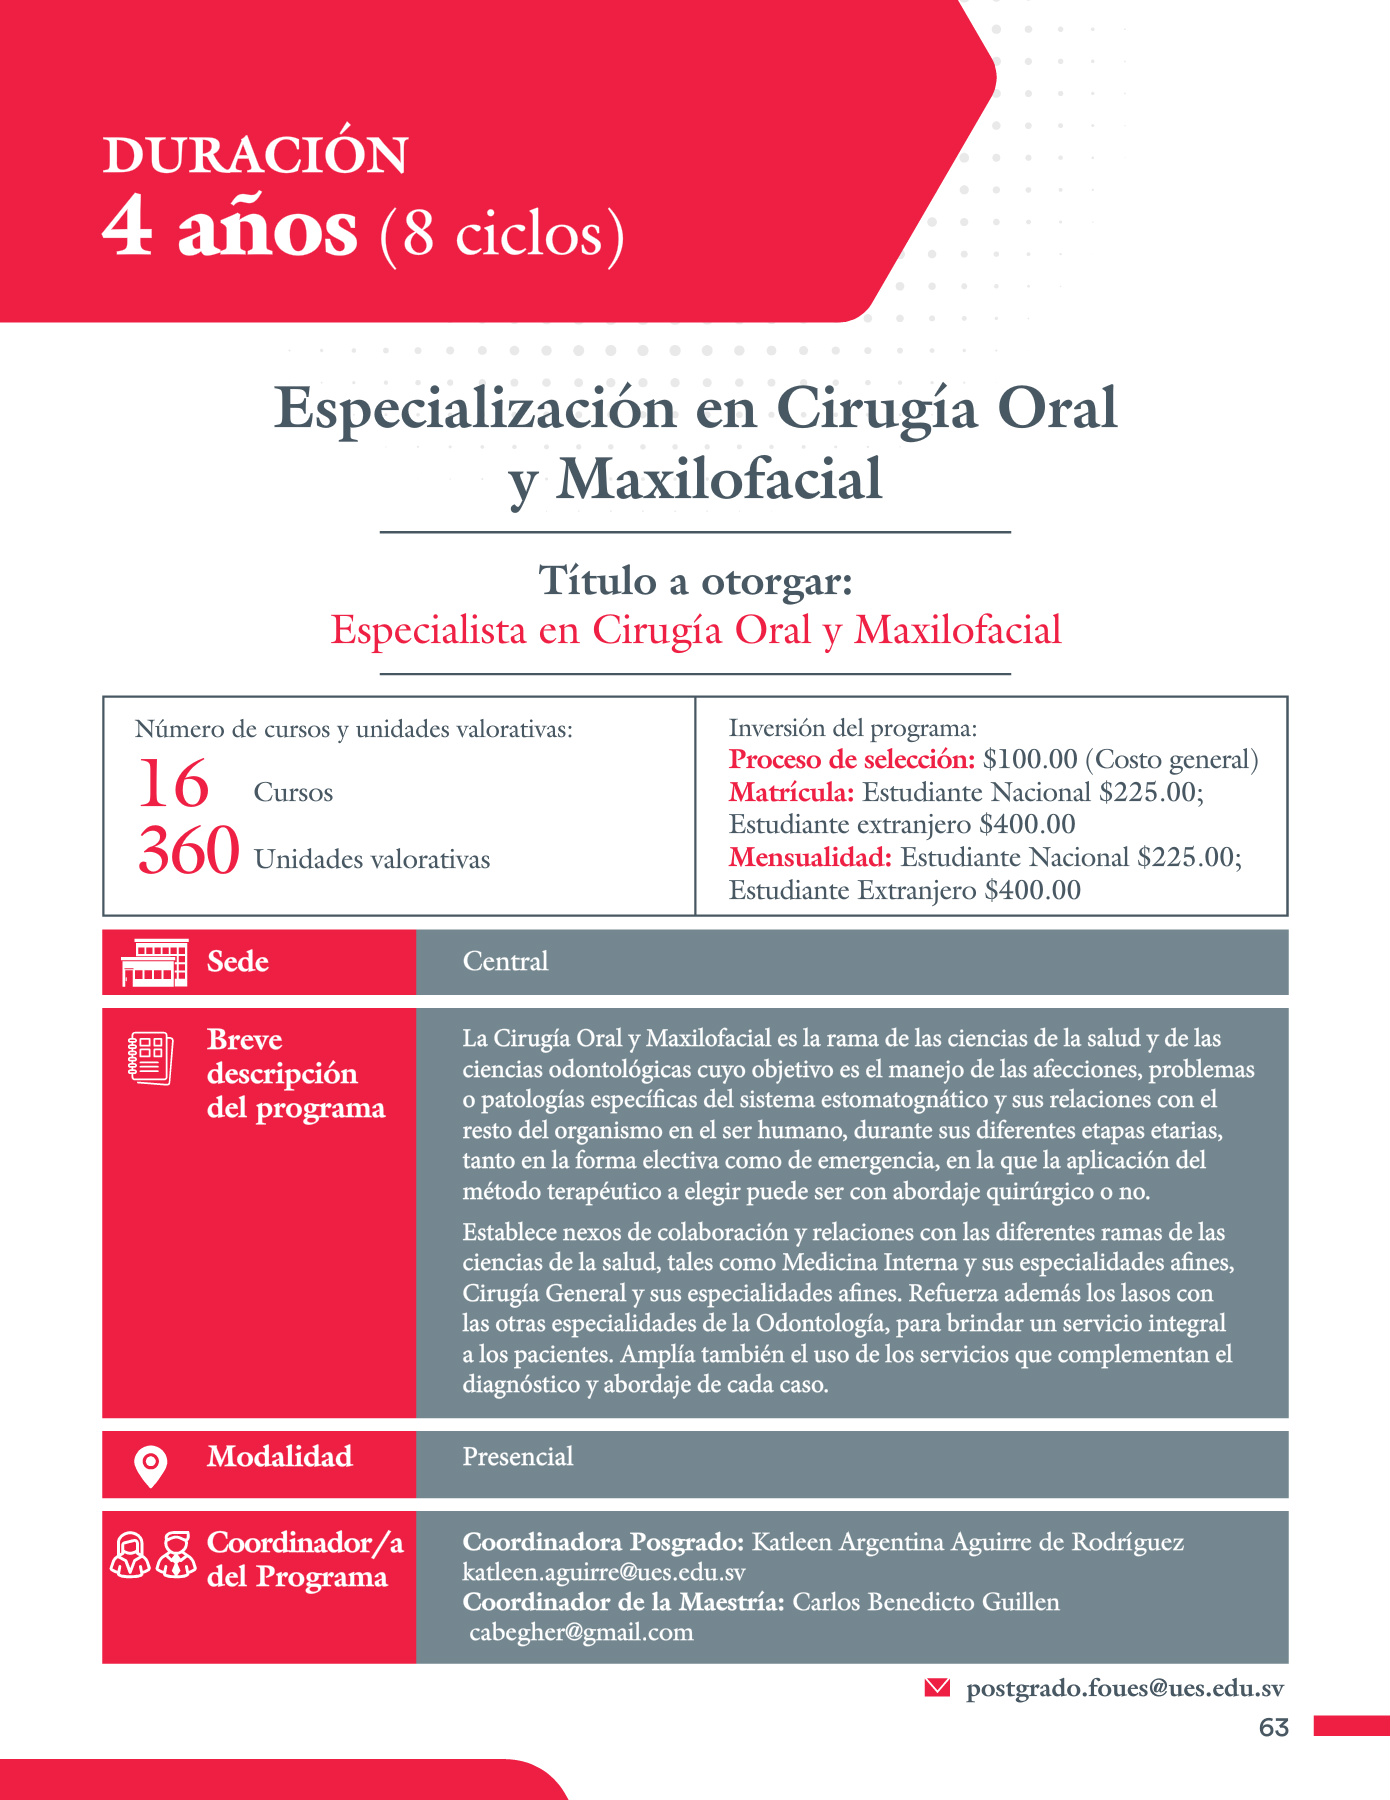 DURACIÓN
4 años (8 ciclos)
Especialización en Cirugía Oral
y Maxilofacial
Título a otorgar:
Especialista en Cirugía Oral y Maxilofacial
Número de cursos y unidades valorativas:
16 Cursos
360 Unidades valorativas
Inversión del programa:
Proceso de selección: $100.00 (Costo general)
Matrícula: Estudiante Nacional $225.00;
Estudiante extranjero $400.00
Mensualidad: Estudiante Nacional $225.00;
Estudiante Extranjero $400.00
Sede
Central
Breve
descripción
del programa
La Cirugía Oral y Maxilofacial es la rama de las ciencias de la salud y de las
ciencias odontológicas cuyo objetivo es el manejo de las afecciones, problemas
o patologías específicas del sistema estomatognático y sus relaciones con el
resto del organismo en el ser humano, durante sus diferentes etapas etarias,
tanto en la forma electiva como de emergencia, en la que la aplicación del
método terapéutico a elegir puede ser con abordaje quirúrgico o no.
Establece nexos de colaboración y relaciones con las diferentes ramas de las
ciencias de la salud, tales como Medicina Interna y sus especialidades afines,
Cirugía General y sus especialidades afines. Refuerza además los lasos con
las otras especialidades de la Odontología, para brindar un servicio integral
a los pacientes. Amplía también el uso de los servicios que complementan el
diagnóstico y abordaje de cada caso.
Modalidad
Presencial
Coordinador/a
del Programa
Coordinadora Posgrado: Katleen Argentina Aguirre de Rodríguez
katleen.aguirre@ues.edu.sv
Coordinador de la Maestría: Carlos Benedicto Guillen
cabegher@gmail.com
postgrado.foues@ues.edu.sv
63